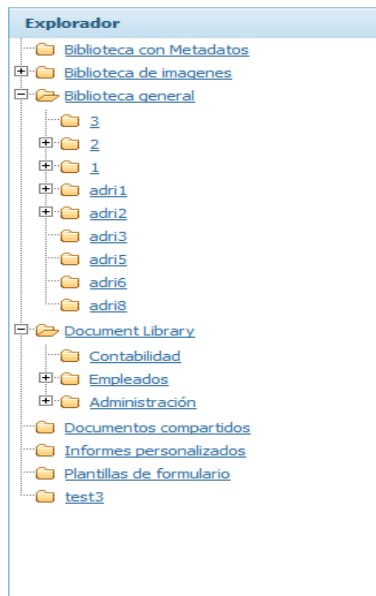 Explorador
Biblioteca con Metadatos
Biblioteca de imagenes
Biblioteca general
3
2
1
adri1
adri2
adri3
adri5
adri6
adri8
Document Library
Contabilidad
Empleados
Administración
Documentos compartidos
Informes personalizados
Plantillas de formulario
test3